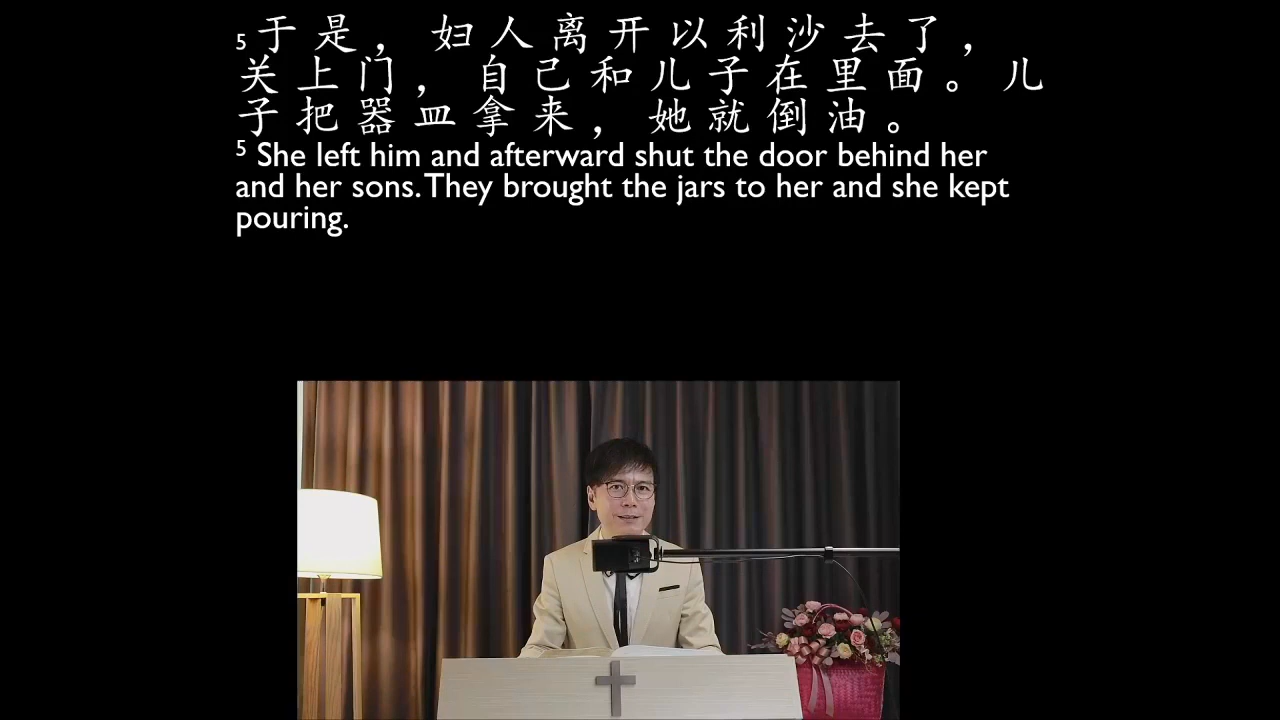 5 于是，妇人离开以利沙去了，
关上门，自己和儿子在里面。儿
子把器皿拿来，她就倒油。
5 She left him and afterward shut the door behind her
and her sons. They brought the jars to her and she kept
pouring.